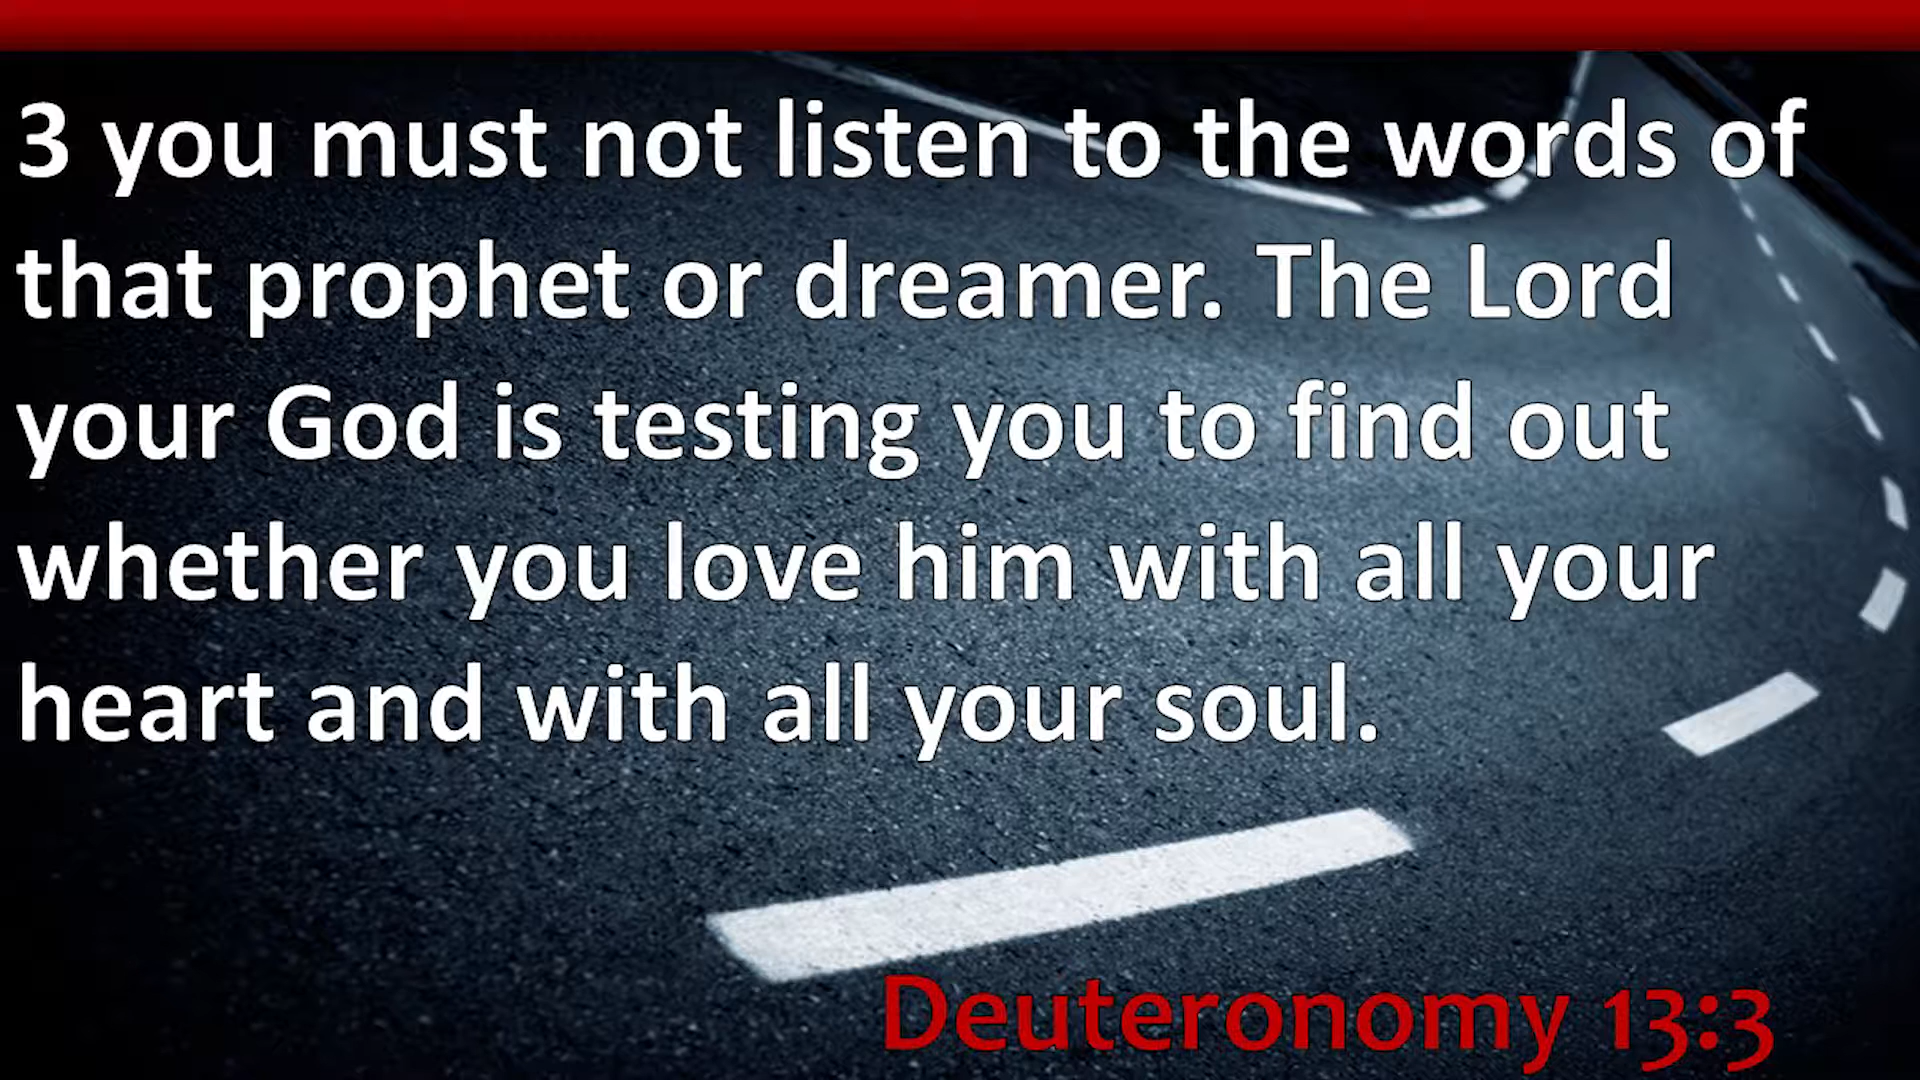 3 you must not listen to the words of
that prophet or dreamer. The Lord
your God is testing you to find out
whether you love him with all your
heart and with all your soul.
Deuteronomy 13:3